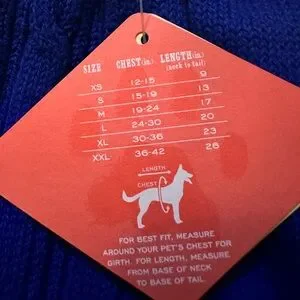 SIZE CHEST(in.) LENGTH(in.)
(neck to tail)
XS 12-15 9
S 15-19 13
M 19-24 17
L 24-30 20
XL 30-36 23
XXL 36-42 26
LENGTH
CHEST
FOR BEST FIT, MEASURE
AROUND YOUR PET'S CHEST FOR
GIRTH. FOR LENGTH, MEASURE
FROM BASE OF NECK
TO BASE OF TAIL.